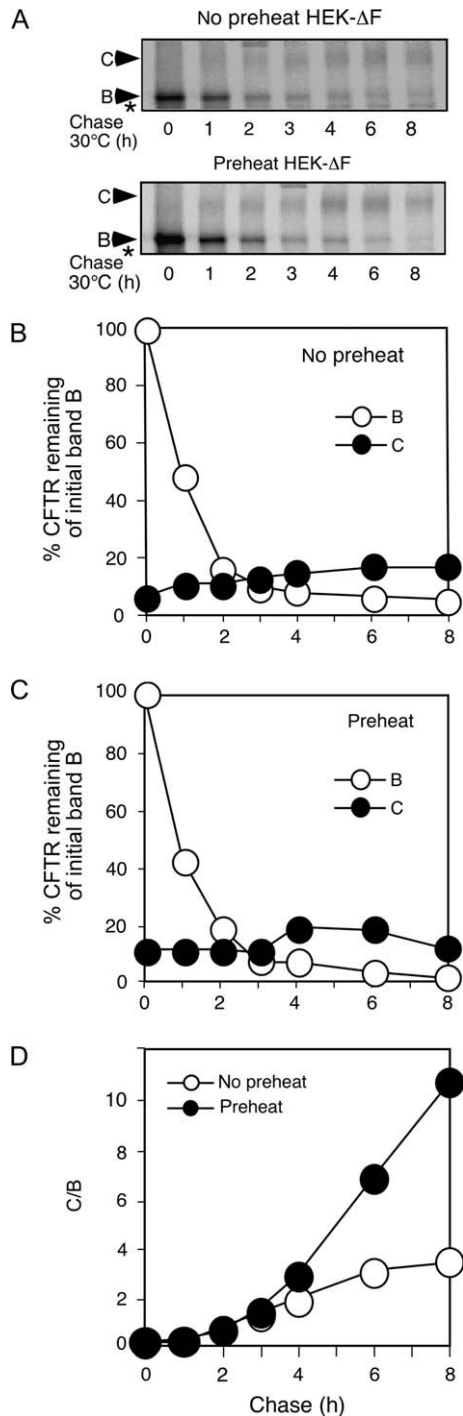 A
No preheat HEK-ΔF
C
B
*
Chase 0 1 2 3 4 6 8
30°C (h)
Preheat HEK-ΔF
C
B
*
Chase
30°C (h) 0 1 2 3 4 6 8
B
% CFTR remaining
of initial band B
100
80
60
40
20
0
No preheat
B
C
0 2 4 6 8
C
% CFTR remaining
of initial band B
100
80
60
40
20
0
Preheat
B
C
0 2 4 6 8
D
C/B
10
8
6
4
2
0
No preheat
Preheat
0 2 4 6 8
Chase (h)